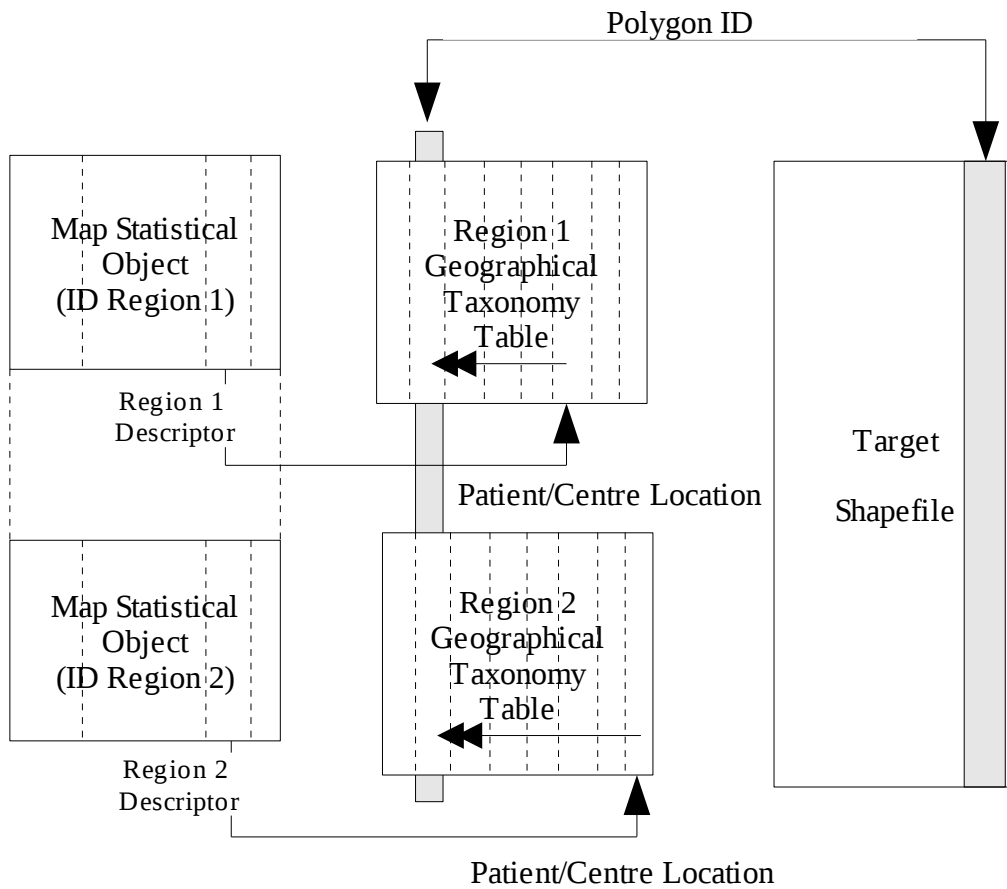 Polygon ID
Map Statistical
Object
(ID Region 1)
Region 1
Geographical
Taxonomy
Table
Region 1
Descriptor
Patient/Centre Location
Target
Shapefile
Map Statistical
Object
(ID Region 2)
Region 2
Geographical
Taxonomy
Table
Region 2
Descriptor
Patient/Centre Location